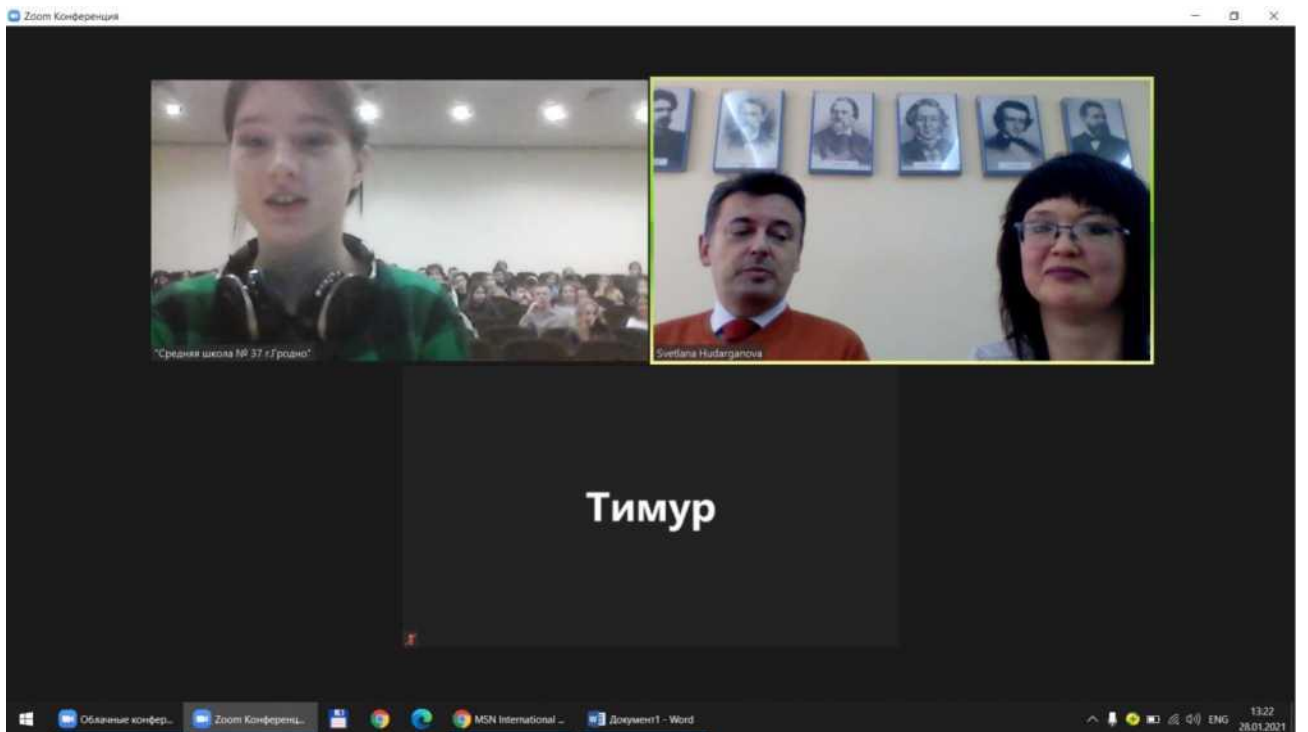 Zoom Конференция
"Средняя школа № 37 г.Гродно"
Svetlana Hudarganova
Тимур
Облачные конфер...
Zoom Конференц...
MSN International ...
Документ1 - Word
ENG
13:22
28.01.2021